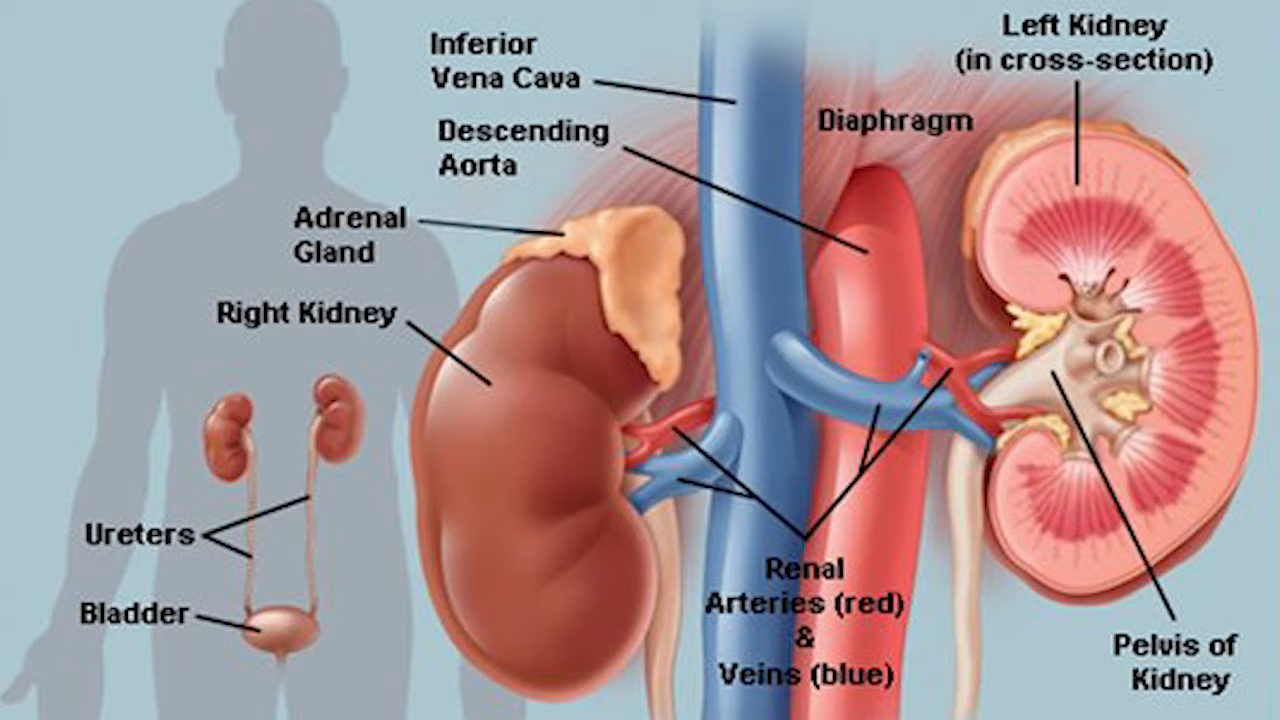 Inferior
Vena Cava
Descending
Aorta
Adrenal
Gland
Right Kidney
Ureters
Bladder
Diaphragm
Left Kidney
(in cross-section)
Renal
Arteries (red)
&
Veins (blue)
Pelvis of
Kidney